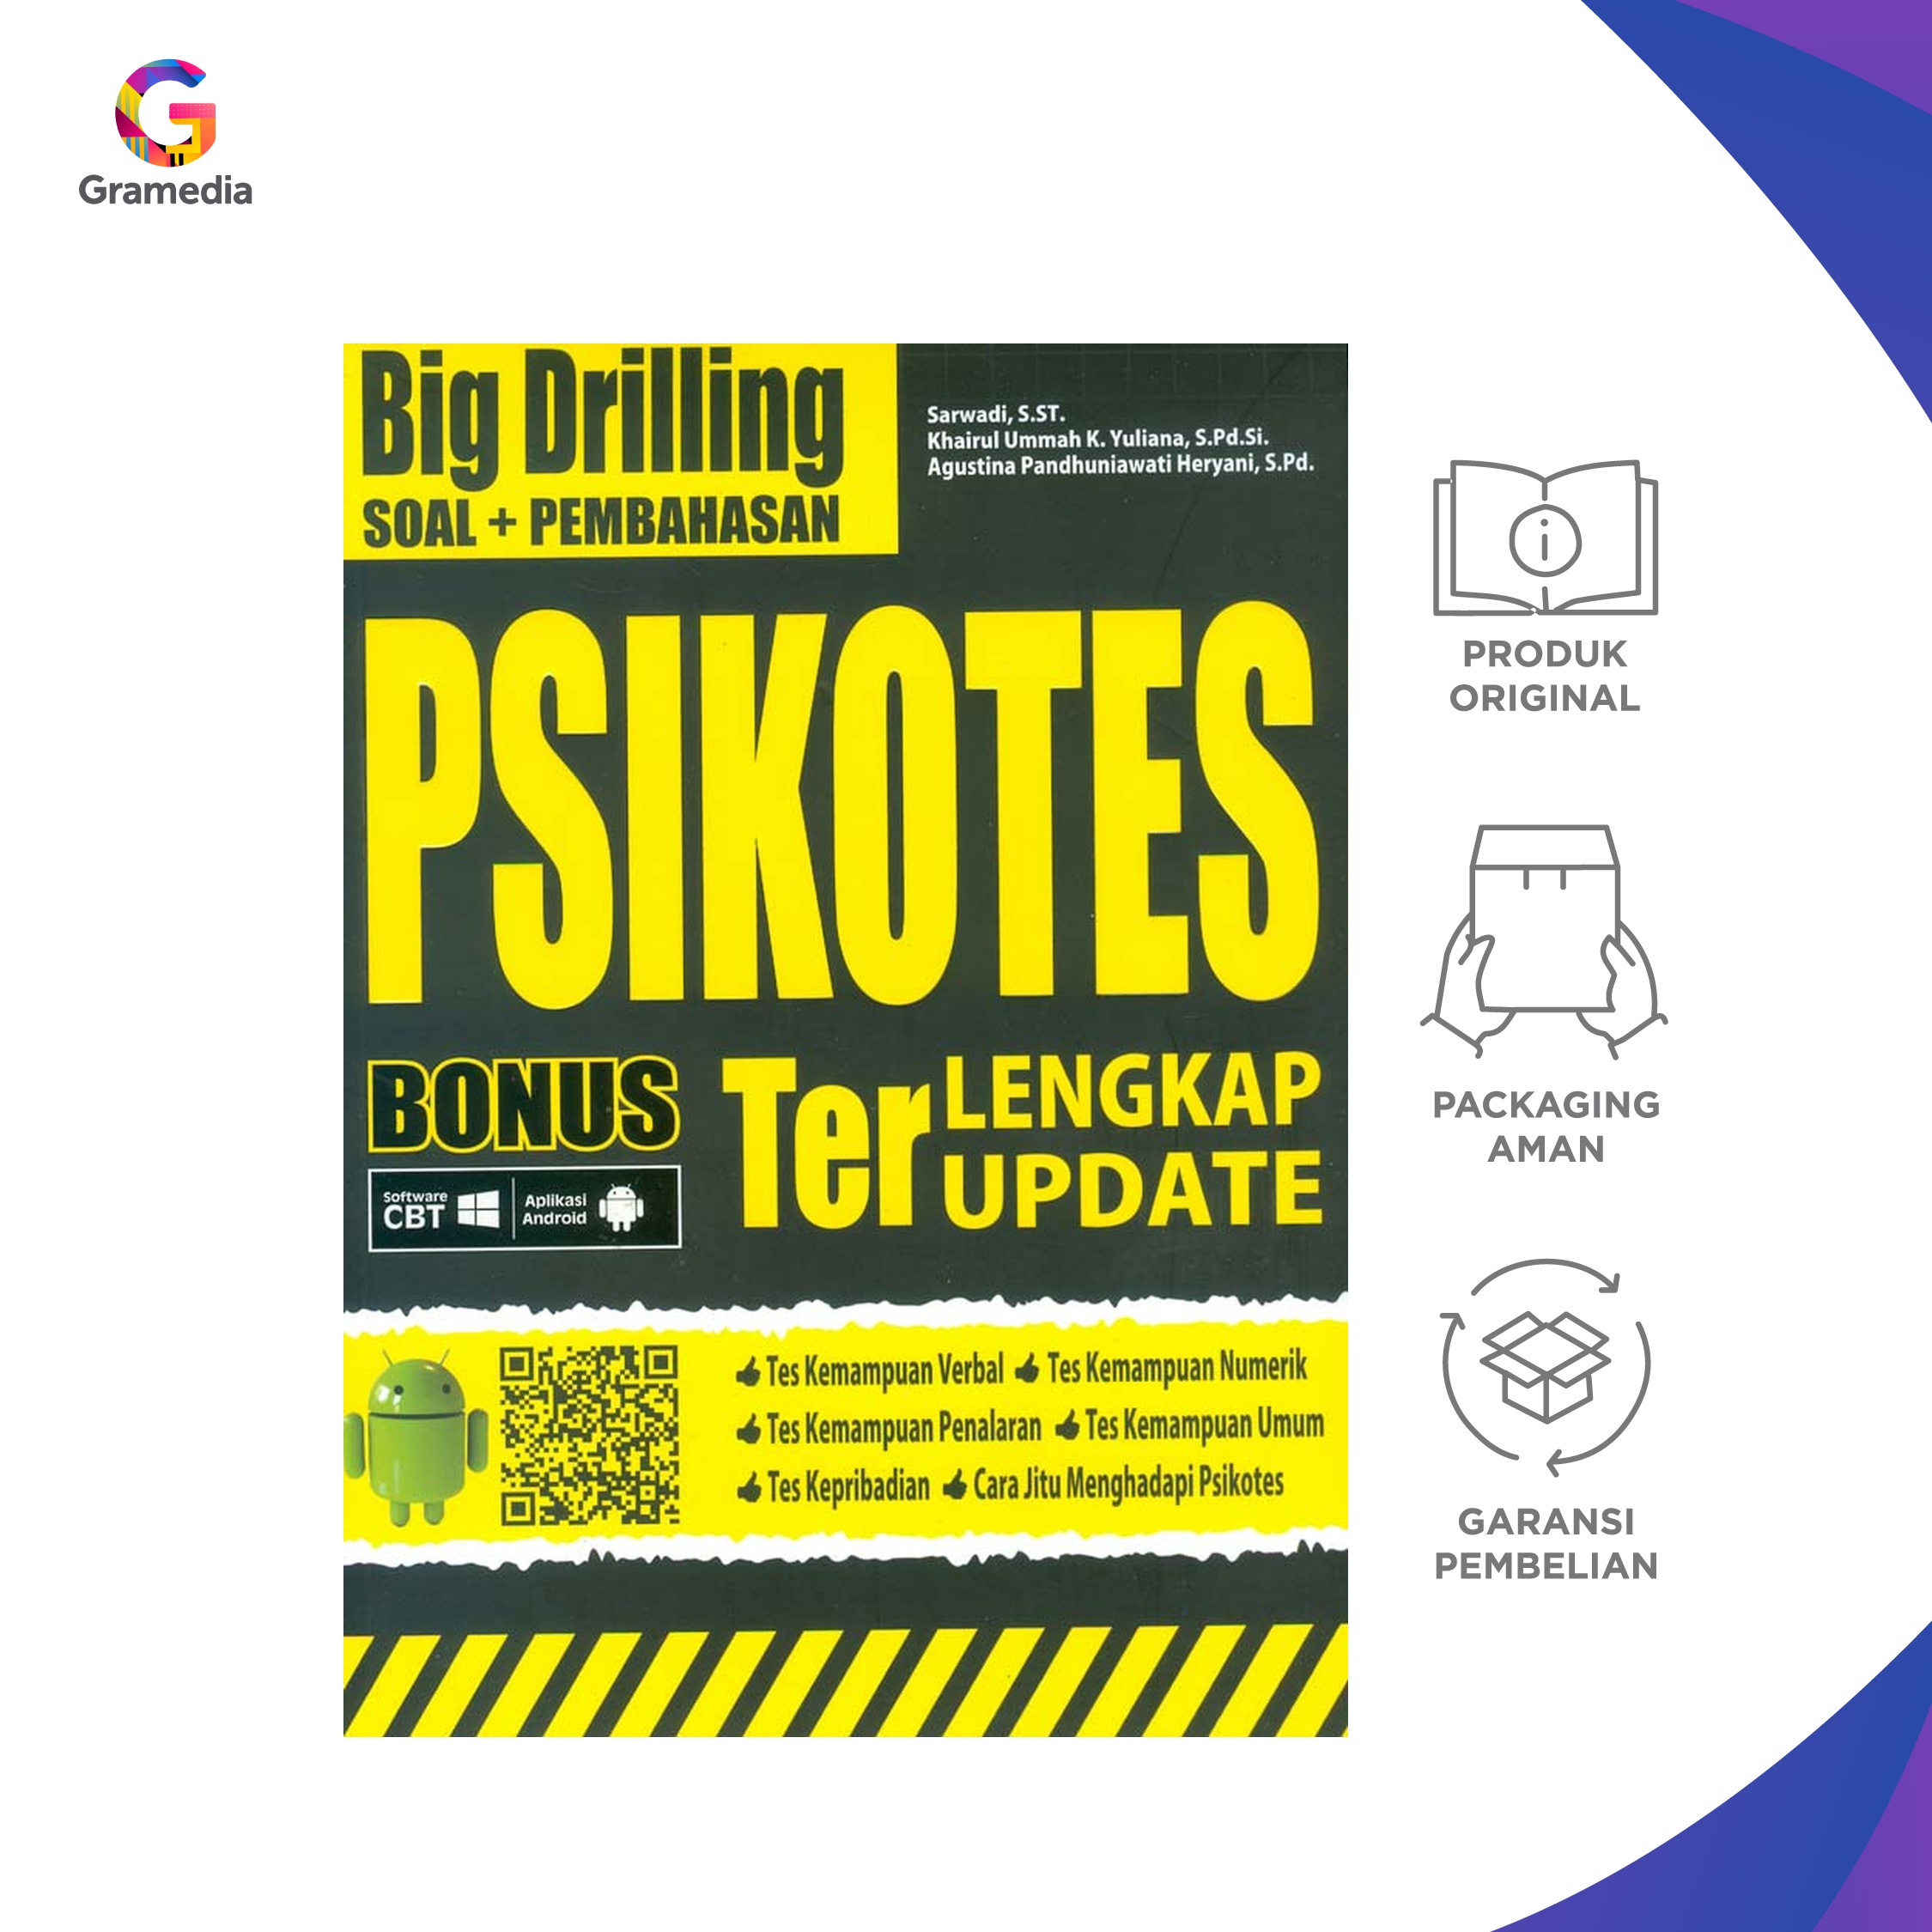 Gramedia
Big Drilling
SOAL + PEMBAHASAN
Sarwadi, S.ST.
Khairul Ummah K. Yuliana, S.Pd.Si.
Agustina Pandhuniawati Heryani, S.Pd.
PSIKOTES
BONUS
Software
CBT
Aplikasi
Android
Ter LENGKAP
UPDATE
Tes Kemampuan Verbal Tes Kemampuan Numerik
Tes Kemampuan Penalaran Tes Kemampuan Umum
Tes Kepribadian Cara Jitu Menghadapi Psikotes
PRODUK
ORIGINAL
PACKAGING
AMAN
GARANSI
PEMBELIAN